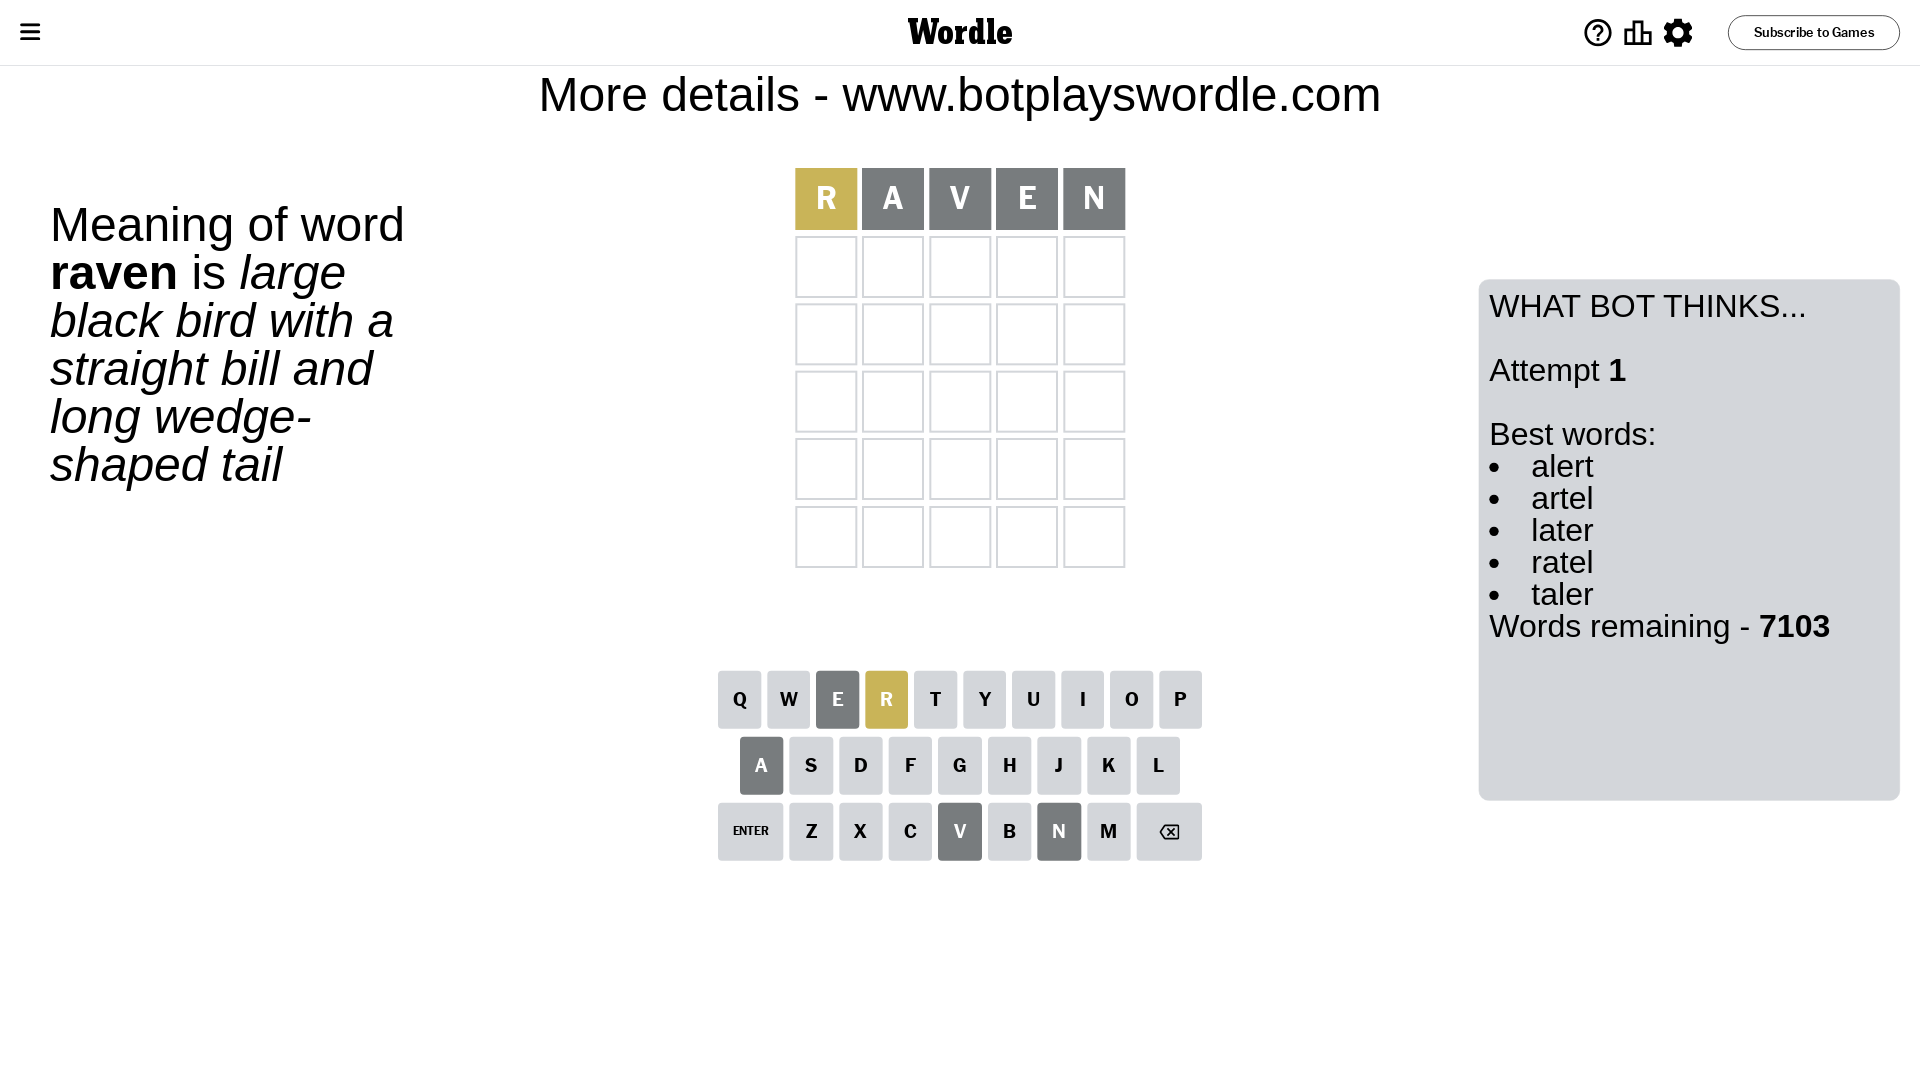 Wordle
Subscribe to Games
More details - www.botplayswordle.com
Meaning of word
raven is large
black bird with a
straight bill and
long wedge-
shaped tail
R A V E N
WHAT BOT THINKS...
Attempt 1
Best words:
• alert
• artel
• later
• ratel
• taler
Words remaining - 7103
Q W E R T Y U I O P
A S D F G H J K L
ENTER Z X C V B N M